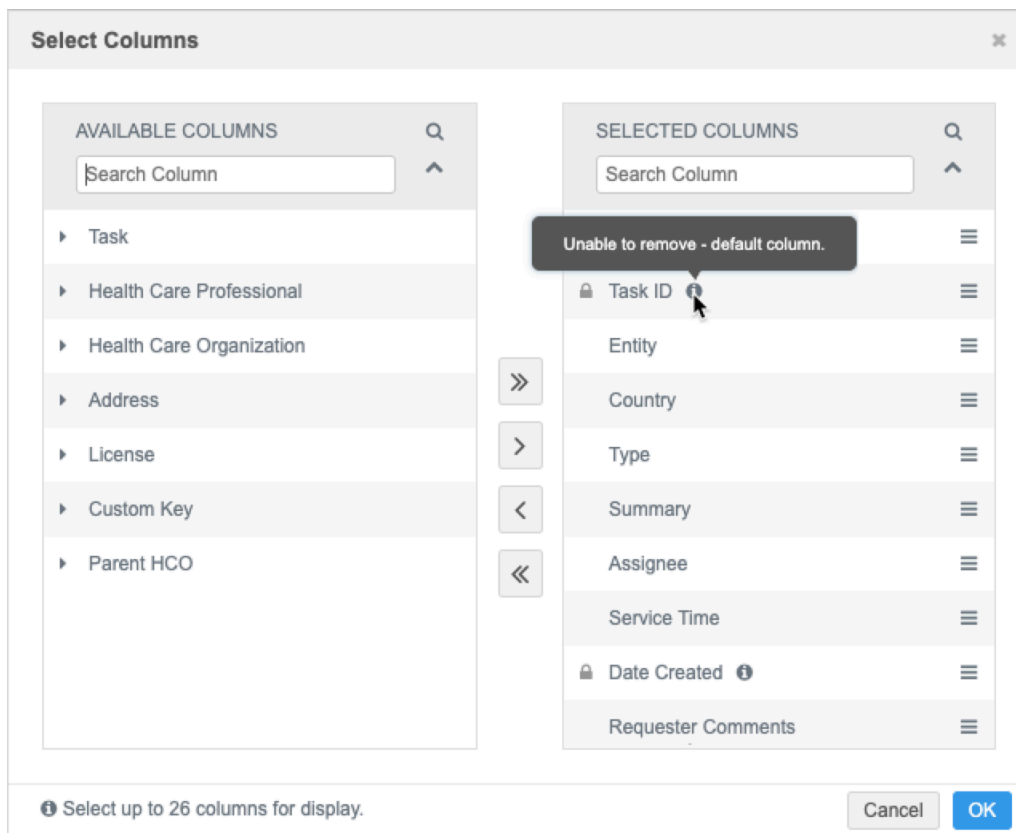 Select Columns
AVAILABLE COLUMNS
Search Column
Task
Health Care Professional
Health Care Organization
Address
License
Custom Key
Parent HCO
SELECTED COLUMNS
Search Column
Unable to remove - default column.
Task ID
Entity
Country
Type
Summary
Assignee
Service Time
Date Created
Requester Comments
Select up to 26 columns for display.
Cancel
OK